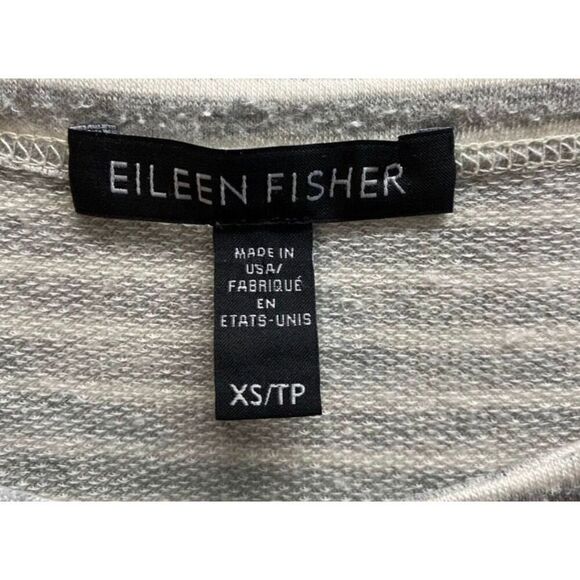 EILEEN FISHER
MADE IN
USA/
FABRIQUÉ
EN
ETATS-UNIS
XS/TP